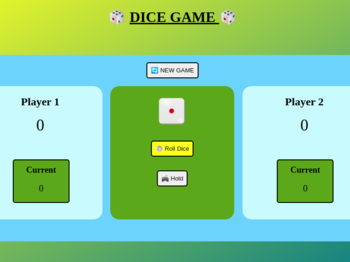 🎲 DICE GAME 🎲
🔄 NEW GAME
Player 1
0
Current
0
🎲 Roll Dice
📥 Hold
Player 2
0
Current
0